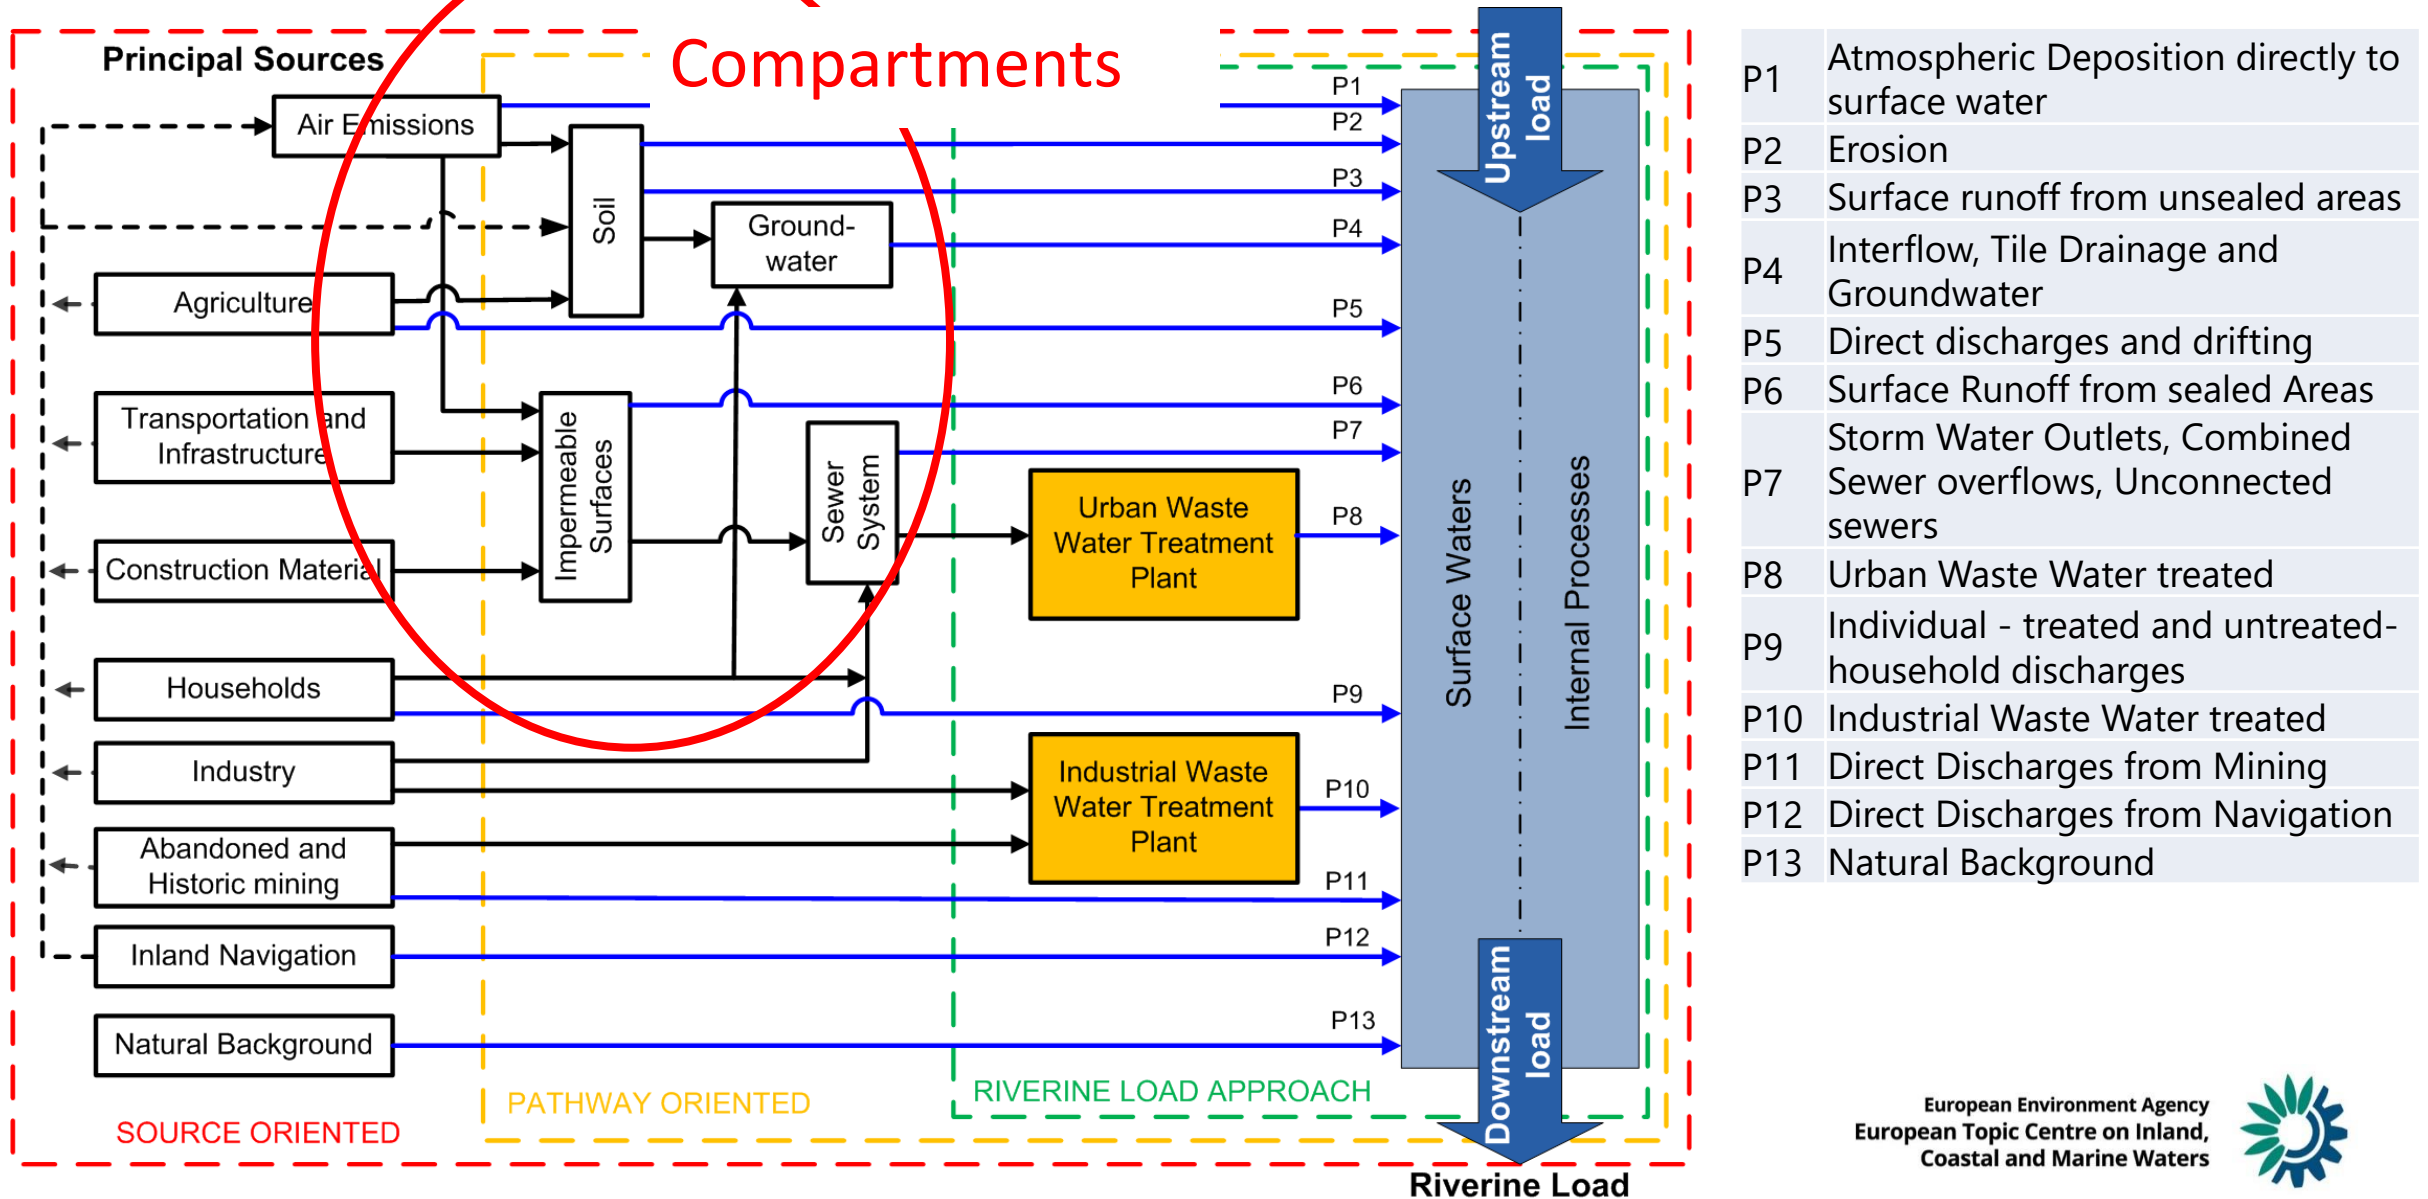 Compartments
Principal Sources
Air Emissions
Agriculture
Transportation and
Infrastructure
Construction Material
Households
Industry
Abandoned and
Historic mining
Inland Navigation
Natural Background
SOURCE ORIENTED
Soil
Ground-
water
Impermeable
Surfaces
Sewer
System
PATHWAY ORIENTED
Urban Waste
Water Treatment
Plant
Industrial Waste
Water Treatment
Plant
RIVERINE LOAD APPROACH
P1
P2
P3
P4
P5
P6
P7
P8
P9
P10
P11
P12
P13
Upstream
load
Surface Waters
Internal Processes
Downstream
load
Riverine Load
P1 Atmospheric Deposition directly to
surface water
P2 Erosion
P3 Surface runoff from unsealed areas
P4 Interflow, Tile Drainage and
Groundwater
P5 Direct discharges and drifting
P6 Surface Runoff from sealed Areas
P7 Storm Water Outlets, Combined
Sewer overflows, Unconnected
sewers
P8 Urban Waste Water treated
P9 Individual - treated and untreated-
household discharges
P10 Industrial Waste Water treated
P11 Direct Discharges from Mining
P12 Direct Discharges from Navigation
P13 Natural Background
European Environment Agency
European Topic Centre on Inland,
Coastal and Marine Waters